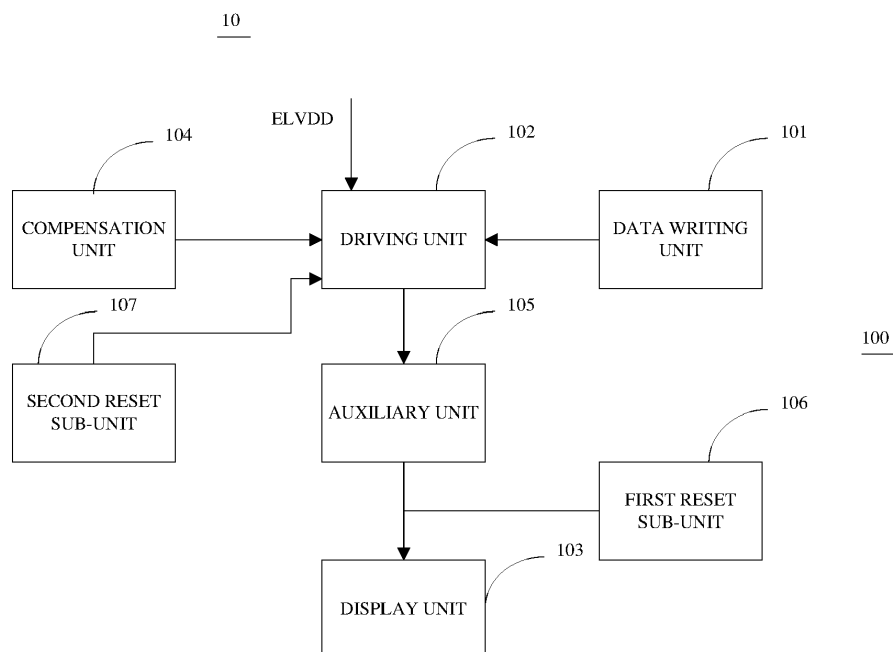 10
ELVDD
104
102
101
COMPENSATION
UNIT
DRIVING UNIT
DATA WRITING
UNIT
107
105
100
SECOND RESET
SUB-UNIT
AUXILIARY UNIT
106
FIRST RESET
SUB-UNIT
103
DISPLAY UNIT